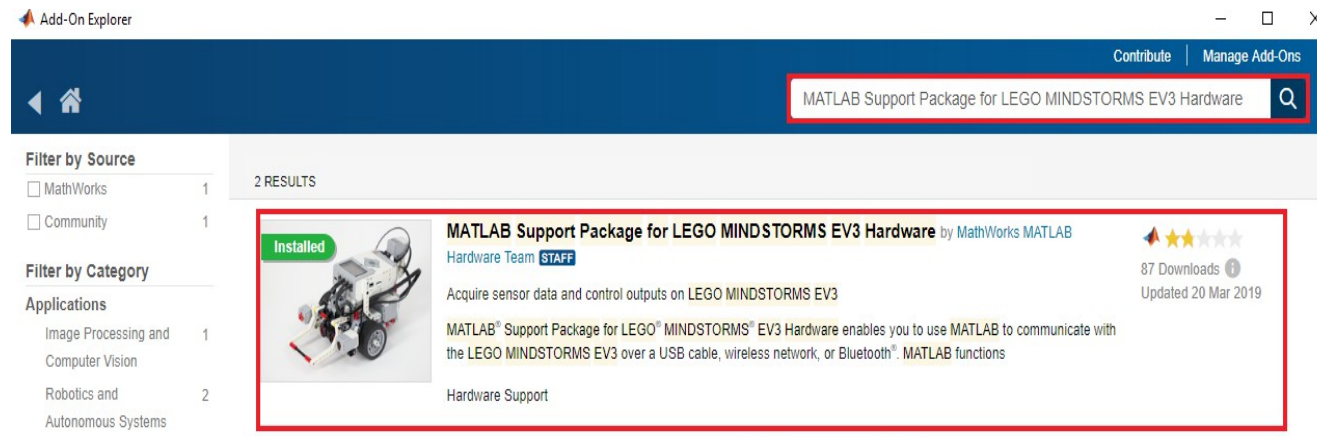 Add-On Explorer
Contribute | Manage Add-Ons
MATLAB Support Package for LEGO MINDSTORMS EV3 Hardware
Filter by Source
MathWorks 1
Community 1
Filter by Category
Applications
Image Processing and 1
Computer Vision
Robotics and 2
Autonomous Systems
2 RESULTS
Installed
MATLAB Support Package for LEGO MINDSTORMS EV3 Hardware by MathWorks MATLAB
Hardware Team STAFF
Acquire sensor data and control outputs on LEGO MINDSTORMS EV3
MATLAB® Support Package for LEGO® MINDSTORMS® EV3 Hardware enables you to use MATLAB to communicate with
the LEGO MINDSTORMS EV3 over a USB cable, wireless network, or Bluetooth®. MATLAB functions
Hardware Support
87 Downloads
Updated 20 Mar 2019